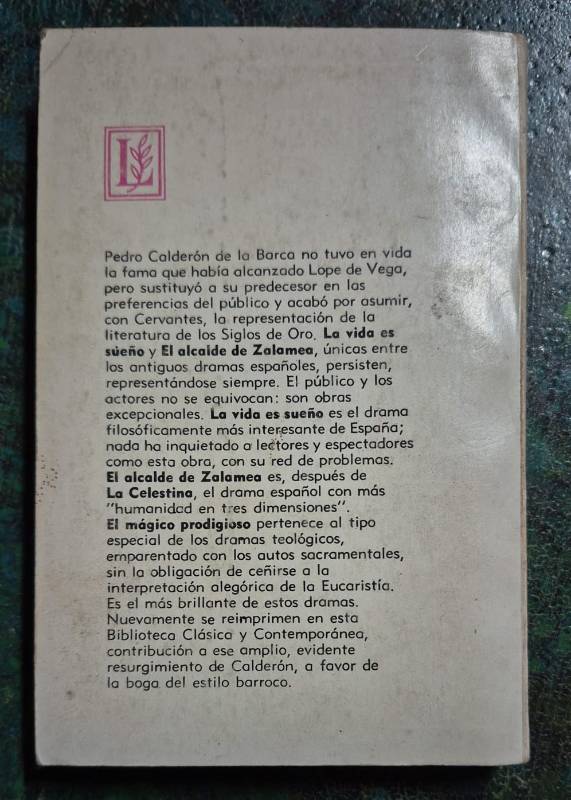 L
Pedro Calderón de la Barca no tuvo en vida
la fama que había alcanzado Lope de Vega,
pero sustituyó a su predecesor en las
preferencias del público y acabó por asumir,
con Cervantes, la representación de la
literatura de los Siglos de Oro. La vida es
sueño y El alcalde de Zalamea, únicas entre
los antiguos dramas españoles, persisten,
representándose siempre. El público y los
actores no se equivocan: son obras
excepcionales. La vida es sueño es el drama
filosóficamente más interesante de España;
nada ha inquietado a lectores y espectadores
como esta obra, con su red de problemas.
El alcalde de Zalamea es, después de
La Celestina, el drama español con más
"humanidad en tres dimensiones".
El mágico prodigioso pertenece al tipo
especial de los dramas teológicos,
emparentado con los autos sacramentales,
sin la obligación de ceñirse a la
interpretación alegórica de la Eucaristía.
Es el más brillante de estos dramas.
Nuevamente se reimprimen en esta
Biblioteca Clásica y Contemporánea,
contribución a ese amplio, evidente
resurgimiento de Calderón, a favor de
la boga del estilo barroco.